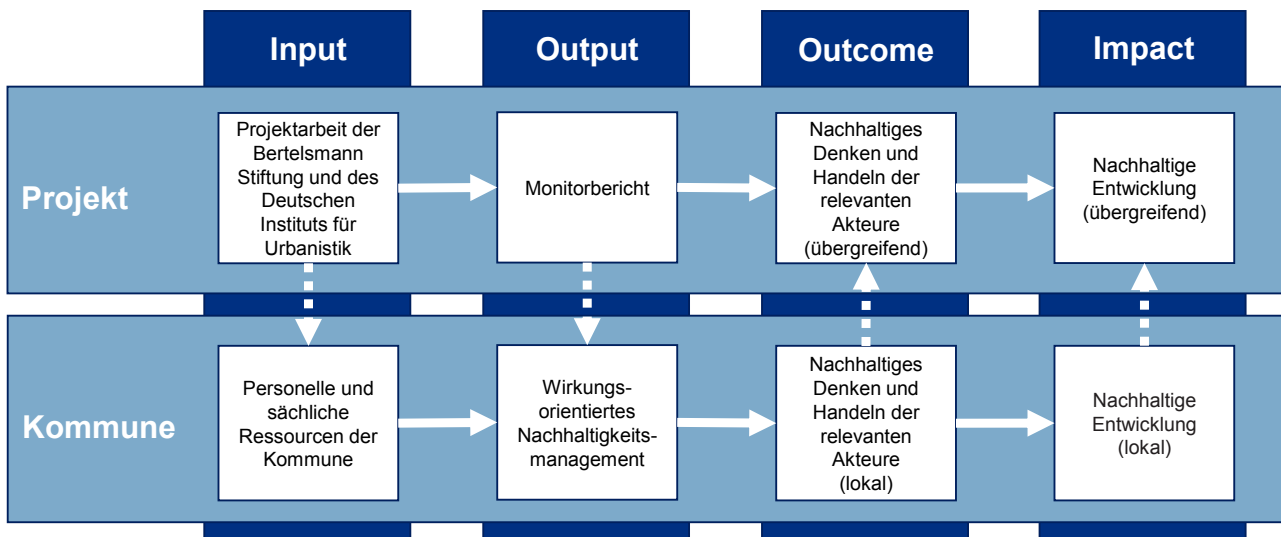 Input
Output
Outcome
Impact
Projekt
Projektarbeit der
Bertelsmann
Stiftung und des
Deutschen
Instituts für
Urbanistik
Monitorbericht
Nachhaltiges
Denken und
Handeln der
relevanten
Akteure
(übergreifend)
Nachhaltige
Entwicklung
(übergreifend)
Kommune
Personelle und
sächliche
Ressourcen der
Kommune
Wirkungs-
orientiertes
Nachhaltigkeits-
management
Nachhaltiges
Denken und
Handeln der
relevanten
Akteure
(lokal)
Nachhaltige
Entwicklung
(lokal)